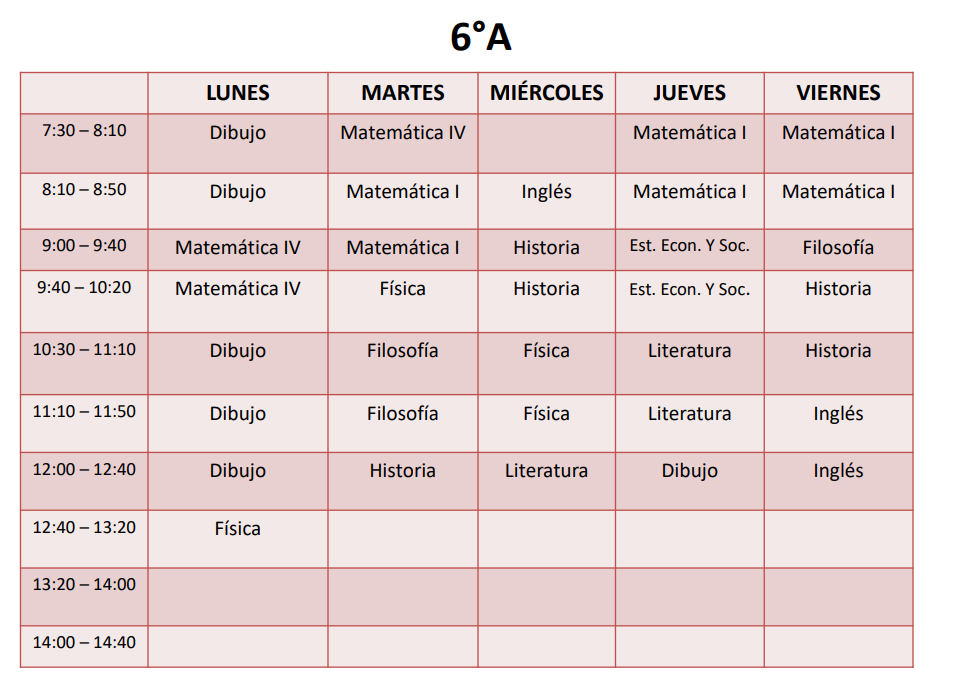 6°A
LUNES MARTES MIÉRCOLES JUEVES VIERNES
7:30 – 8:10 Dibujo Matemática IV Matemática I Matemática I
8:10 – 8:50 Dibujo Matemática I Inglés Matemática I Matemática I
9:00 – 9:40 Matemática IV Matemática I Historia Est. Econ. Y Soc. Filosofía
9:40 – 10:20 Matemática IV Física Historia Est. Econ. Y Soc. Historia
10:30 – 11:10 Dibujo Filosofía Física Literatura Historia
11:10 – 11:50 Dibujo Filosofía Física Literatura Inglés
12:00 – 12:40 Dibujo Historia Literatura Dibujo Inglés
12:40 – 13:20 Física
13:20 – 14:00
14:00 – 14:40